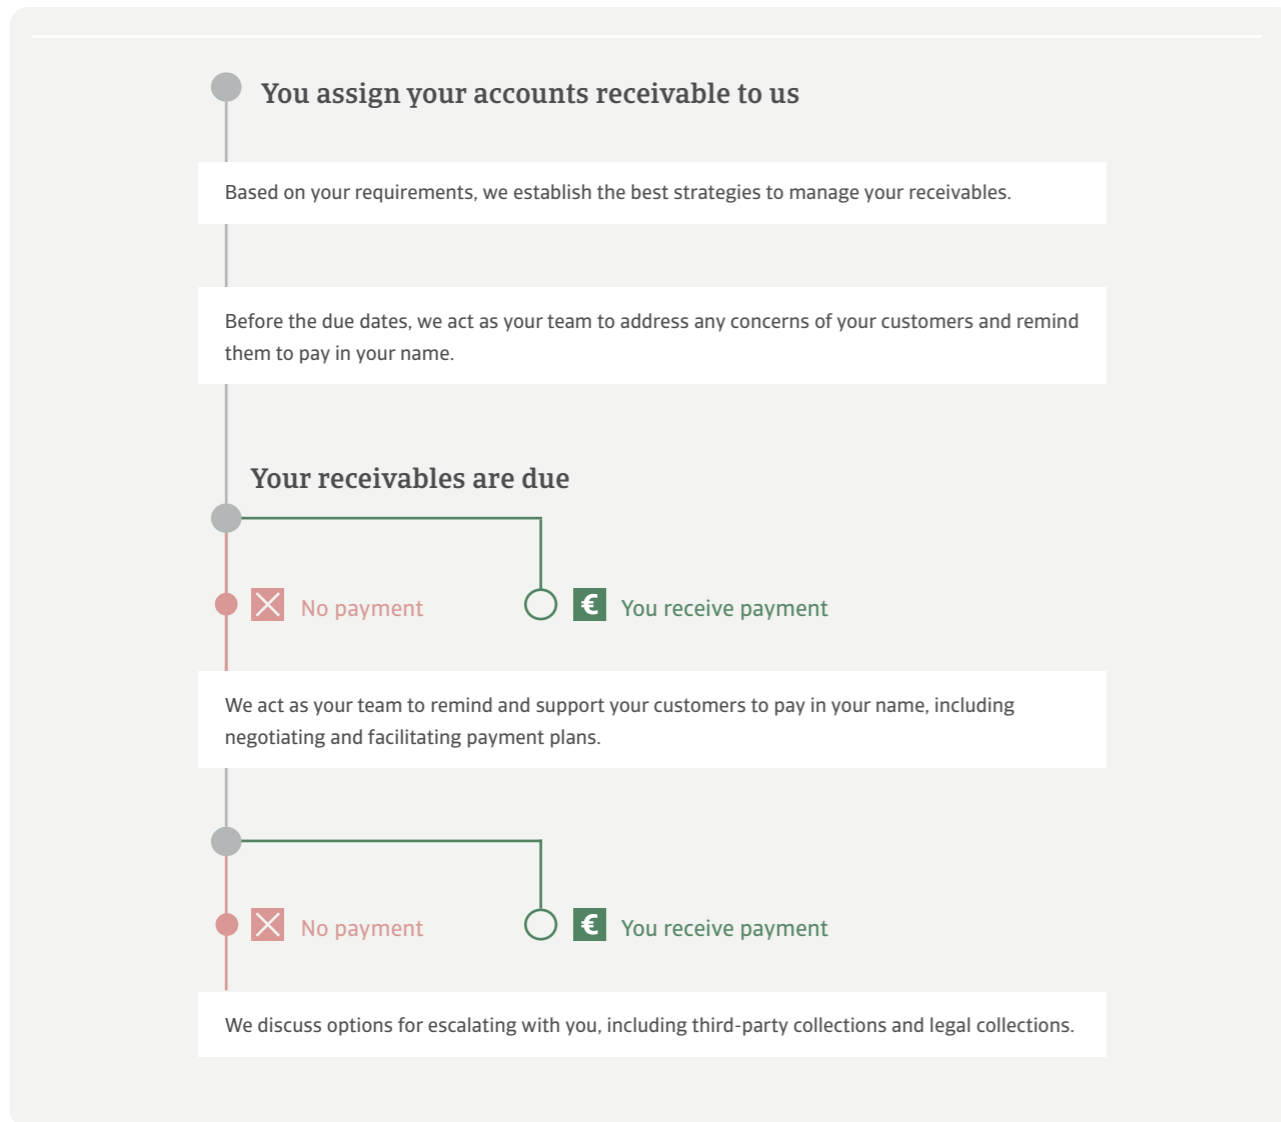 You assign your accounts receivable to us
Based on your requirements, we establish the best strategies to manage your receivables.
Before the due dates, we act as your team to address any concerns of your customers and remind
them to pay in your name.
Your receivables are due
No payment
€ You receive payment
We act as your team to remind and support your customers to pay in your name, including
negotiating and facilitating payment plans.
No payment
€ You receive payment
We discuss options for escalating with you, including third-party collections and legal collections.